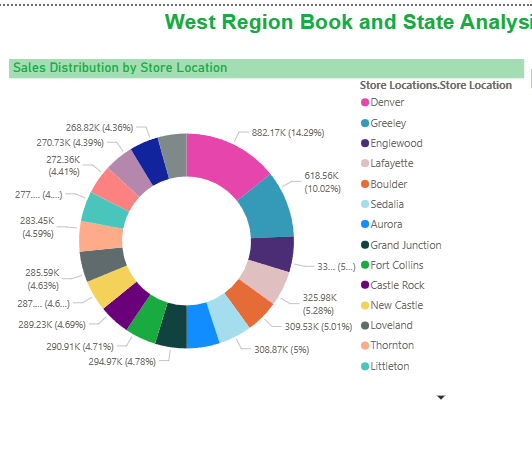 West Region Book and State Analysi
Sales Distribution by Store Location
Store Locations.Store Location
Denver
Greeley
Englewood
Lafayette
Boulder
Sedalia
Aurora
Grand Junction
Fort Collins
Castle Rock
New Castle
Loveland
Thornton
Littleton
882.17K (14.29%)
618.56K
(10.02%)
33... (5...)
325.98K
(5.28%)
309.53K (5.01%)
308.87K (5%)
294.97K (4.78%)
290.91K (4.71%)
289.23K (4.69%)
287.... (4.6...)
285.59K
(4.63%)
283.45K
(4.59%)
277.... (4....)
272.36K
(4.41%)
270.73K (4.39%)
268.82K (4.36%)